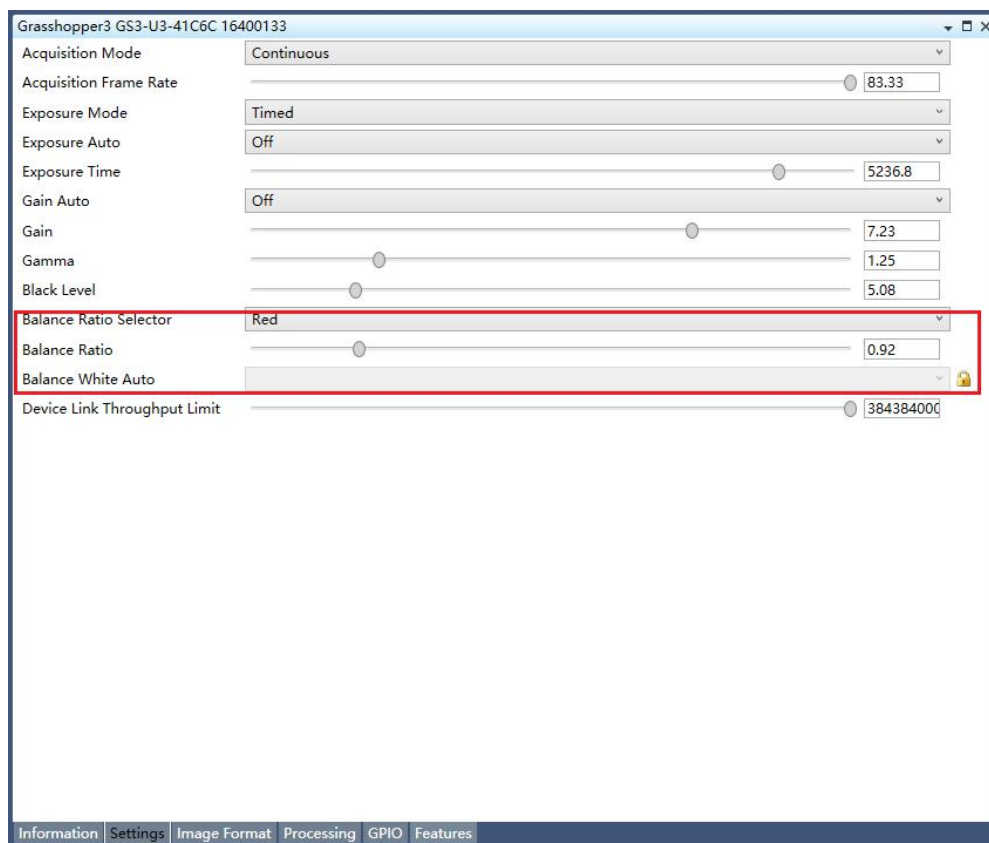 Grasshopper3 GS3-U3-41C6C 16400133
Acquisition Mode Continuous
Acquisition Frame Rate 83.33
Exposure Mode Timed
Exposure Auto Off
Exposure Time 5236.8
Gain Auto Off
Gain 7.23
Gamma 1.25
Black Level 5.08
Balance Ratio Selector Red
Balance Ratio 0.92
Balance White Auto
Device Link Throughput Limit 384384000
Information Settings Image Format Processing GPIO Features